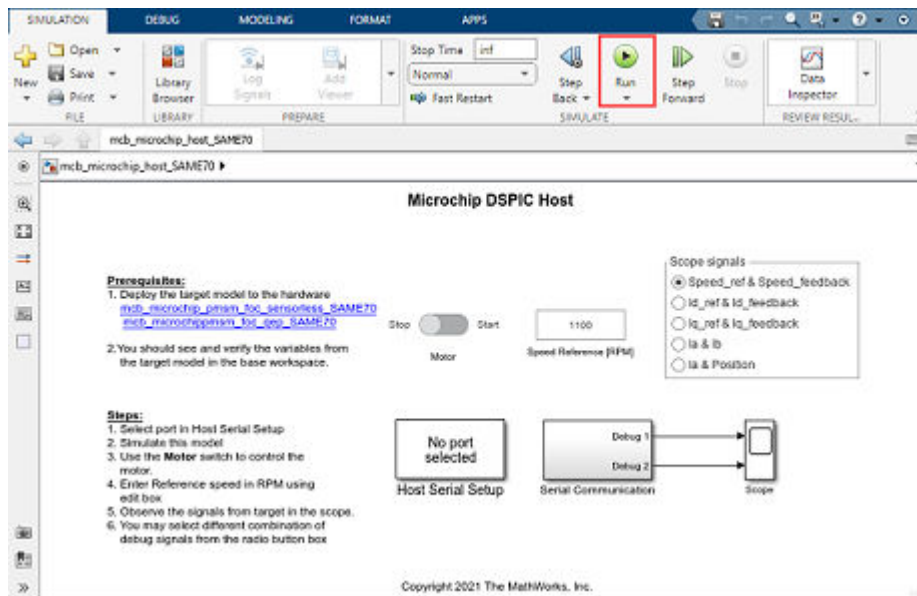 SIMULATION DEBUG MODELING FORMAT APPS
New
Open
Save
Print
FILE
Library Browser
LIBRARY
Log Signals
Add Viewer
PREPARE
Stop Time inf
Normal
Fast Restart
Step Back
Run
Step Forward
Stop
SIMULATE
Data Inspector
REVIEW RESUL...
mcb_microchip_host_SAME70
mcb_microchip_host_SAME70
Microchip DSPIC Host
Prerequisites:
1. Deploy the target model to the hardware
mcb_microchip_pmsm_foc_sensorless_SAME70
mcb_microchippmsm_foc_qep_SAME70
2.You should see and verify the variables from
the target model in the base workspace.
Stop Start
Motor
1100
Speed Reference [RPM]
Scope signals
Speed_ref & Speed_feedback
Id_ref & Id_feedback
Iq_ref & Iq_feedback
Ia & Ib
Ia & Position
Steps:
1. Select port in Host Serial Setup
2. Simulate this model
3. Use the Motor switch to control the
motor.
4. Enter Reference speed in RPM using
edit box
5. Observe the signals from target in the scope.
6. You may select different combination of
debug signals from the radio button box
No port
selected
Host Serial Setup
Debug 1
Debug 2
Serial Communication
Scope
Copyright 2021 The MathWorks, Inc.